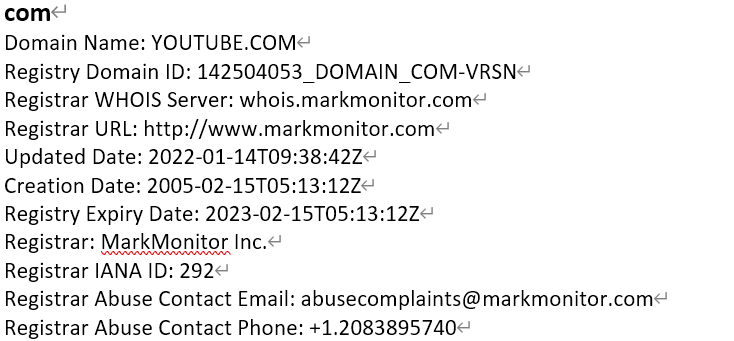 com
Domain Name: YOUTUBE.COM
Registry Domain ID: 142504053_DOMAIN_COM-VRSN
Registrar WHOIS Server: whois.markmonitor.com
Registrar URL: http://www.markmonitor.com
Updated Date: 2022-01-14T09:38:42Z
Creation Date: 2005-02-15T05:13:12Z
Registry Expiry Date: 2023-02-15T05:13:12Z
Registrar: MarkMonitor Inc.
Registrar IANA ID: 292
Registrar Abuse Contact Email: abusecomplaints@markmonitor.com
Registrar Abuse Contact Phone: +1.2083895740